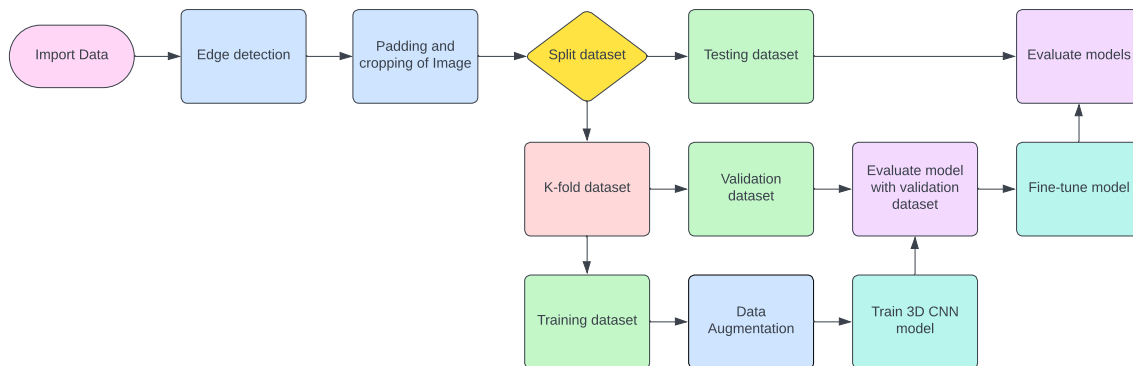 Import Data
Edge detection
Padding and
cropping of Image
Split dataset
Testing dataset
Evaluate models
K-fold dataset
Validation
dataset
Evaluate model
with validation
dataset
Fine-tune model
Training dataset
Data
Augmentation
Train 3D CNN
model